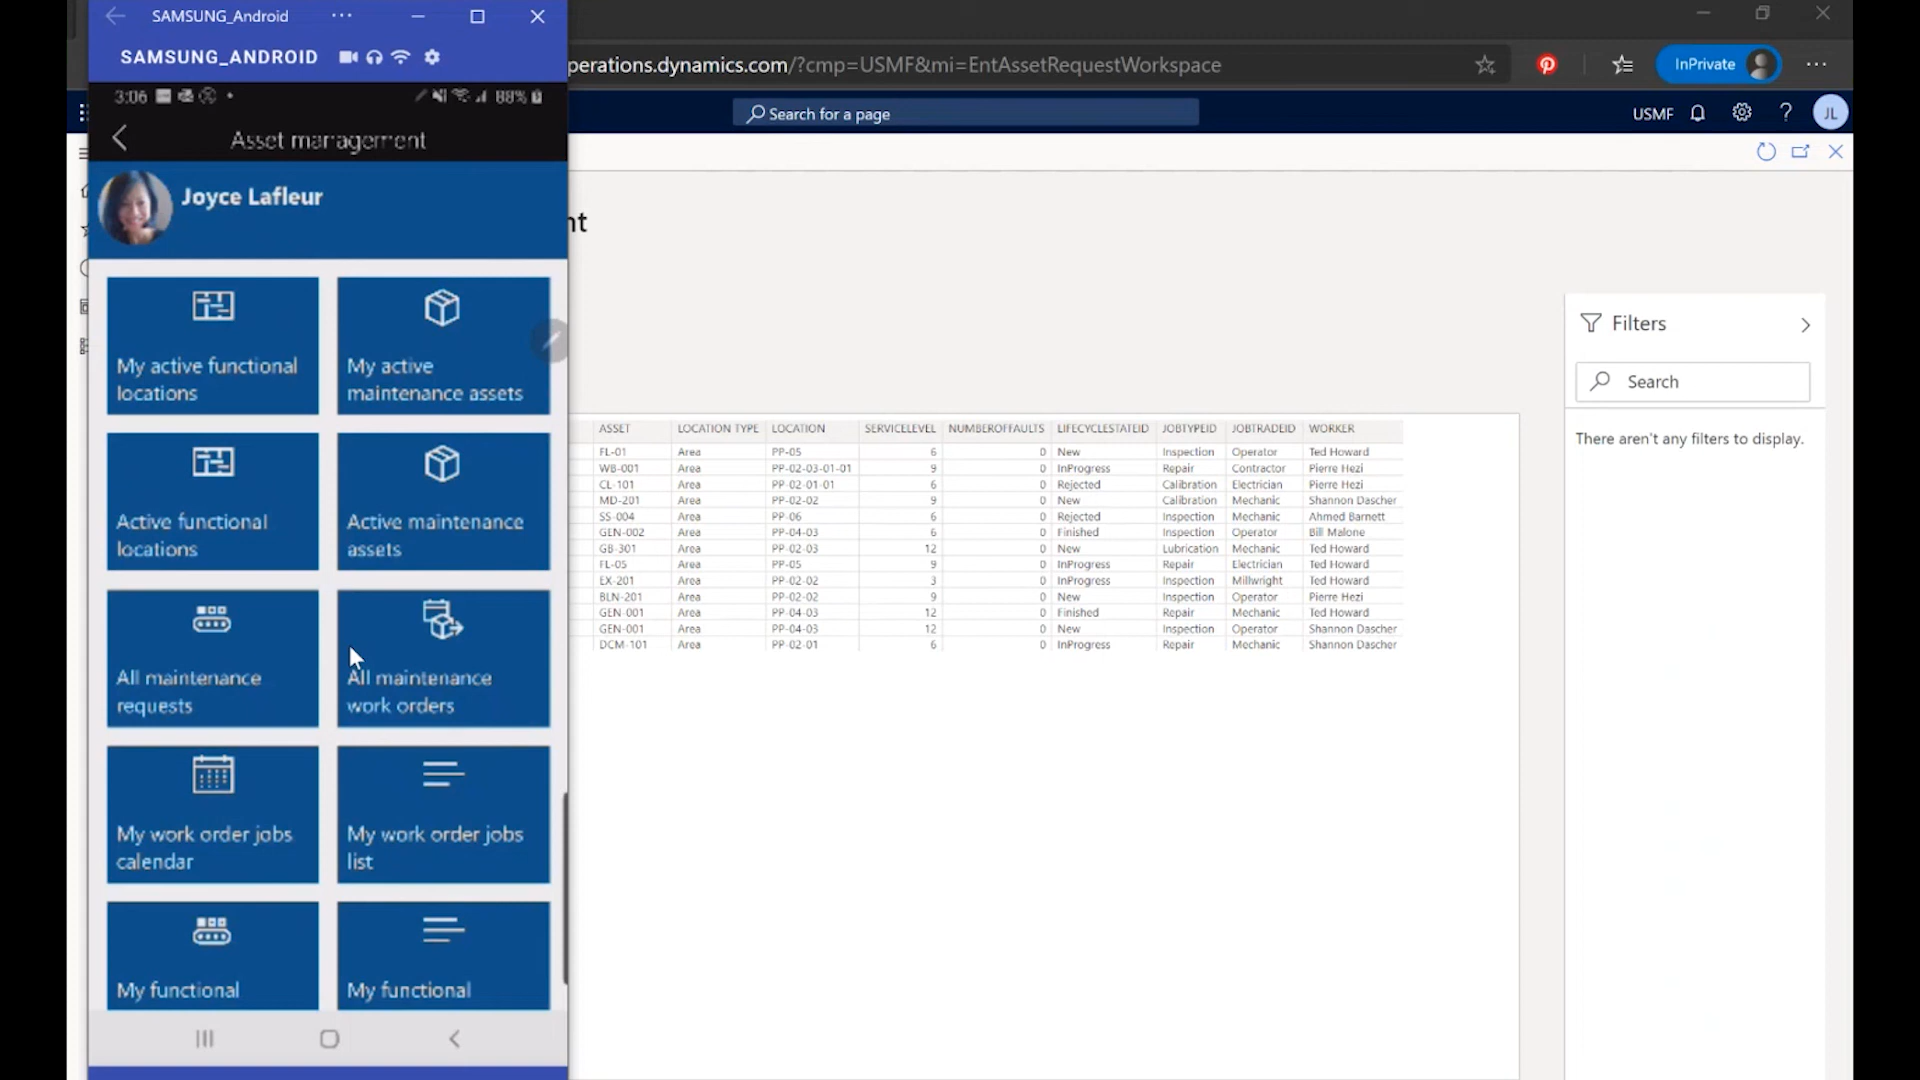 SAMSUNG_Android
SAMSUNG_ANDROID
3:06
88%
Asset management
Joyce Lafleur
My active functional
locations
My active
maintenance assets
Active functional
locations
Active maintenance
assets
All maintenance
requests
All maintenance
work orders
My work order jobs
calendar
My work order jobs
list
My functional
My functional
perations.dynamics.com/?cmp=USMF&mi=EntAssetRequestWorkspace
InPrivate
Search for a page
USMF
?
JL
nt
ASSET LOCATION TYPE LOCATION SERVICELEVEL NUMBEROFFAULTS LIFECYCLESTATEID JOBTYPEID JOBTRADEID WORKER
FL-01 Area PP-05 6 0 New Inspection Operator Ted Howard
WB-001 Area PP-02-03-01-01 9 0 InProgress Repair Contractor Pierre Hezi
CL-101 Area PP-02-01-01 6 0 Rejected Calibration Electrician Pierre Hezi
MD-201 Area PP-02-02 9 0 New Calibration Mechanic Shannon Dascher
SS-004 Area PP-06 6 0 Rejected Inspection Mechanic Ahmed Barnett
GEN-002 Area PP-04-03 6 0 Finished Inspection Operator Bill Malone
GB-301 Area PP-02-03 12 0 New Lubrication Mechanic Ted Howard
FL-05 Area PP-05 9 0 InProgress Repair Electrician Ted Howard
EX-201 Area PP-02-02 3 0 InProgress Inspection Millwright Ted Howard
BLN-201 Area PP-02-02 9 0 New Inspection Operator Pierre Hezi
GEN-001 Area PP-04-03 12 0 Finished Repair Mechanic Ted Howard
GEN-001 Area PP-04-03 12 0 New Inspection Operator Shannon Dascher
DCM-101 Area PP-02-01 6 0 InProgress Repair Mechanic Shannon Dascher
Filters
Search
There aren't any filters to display.